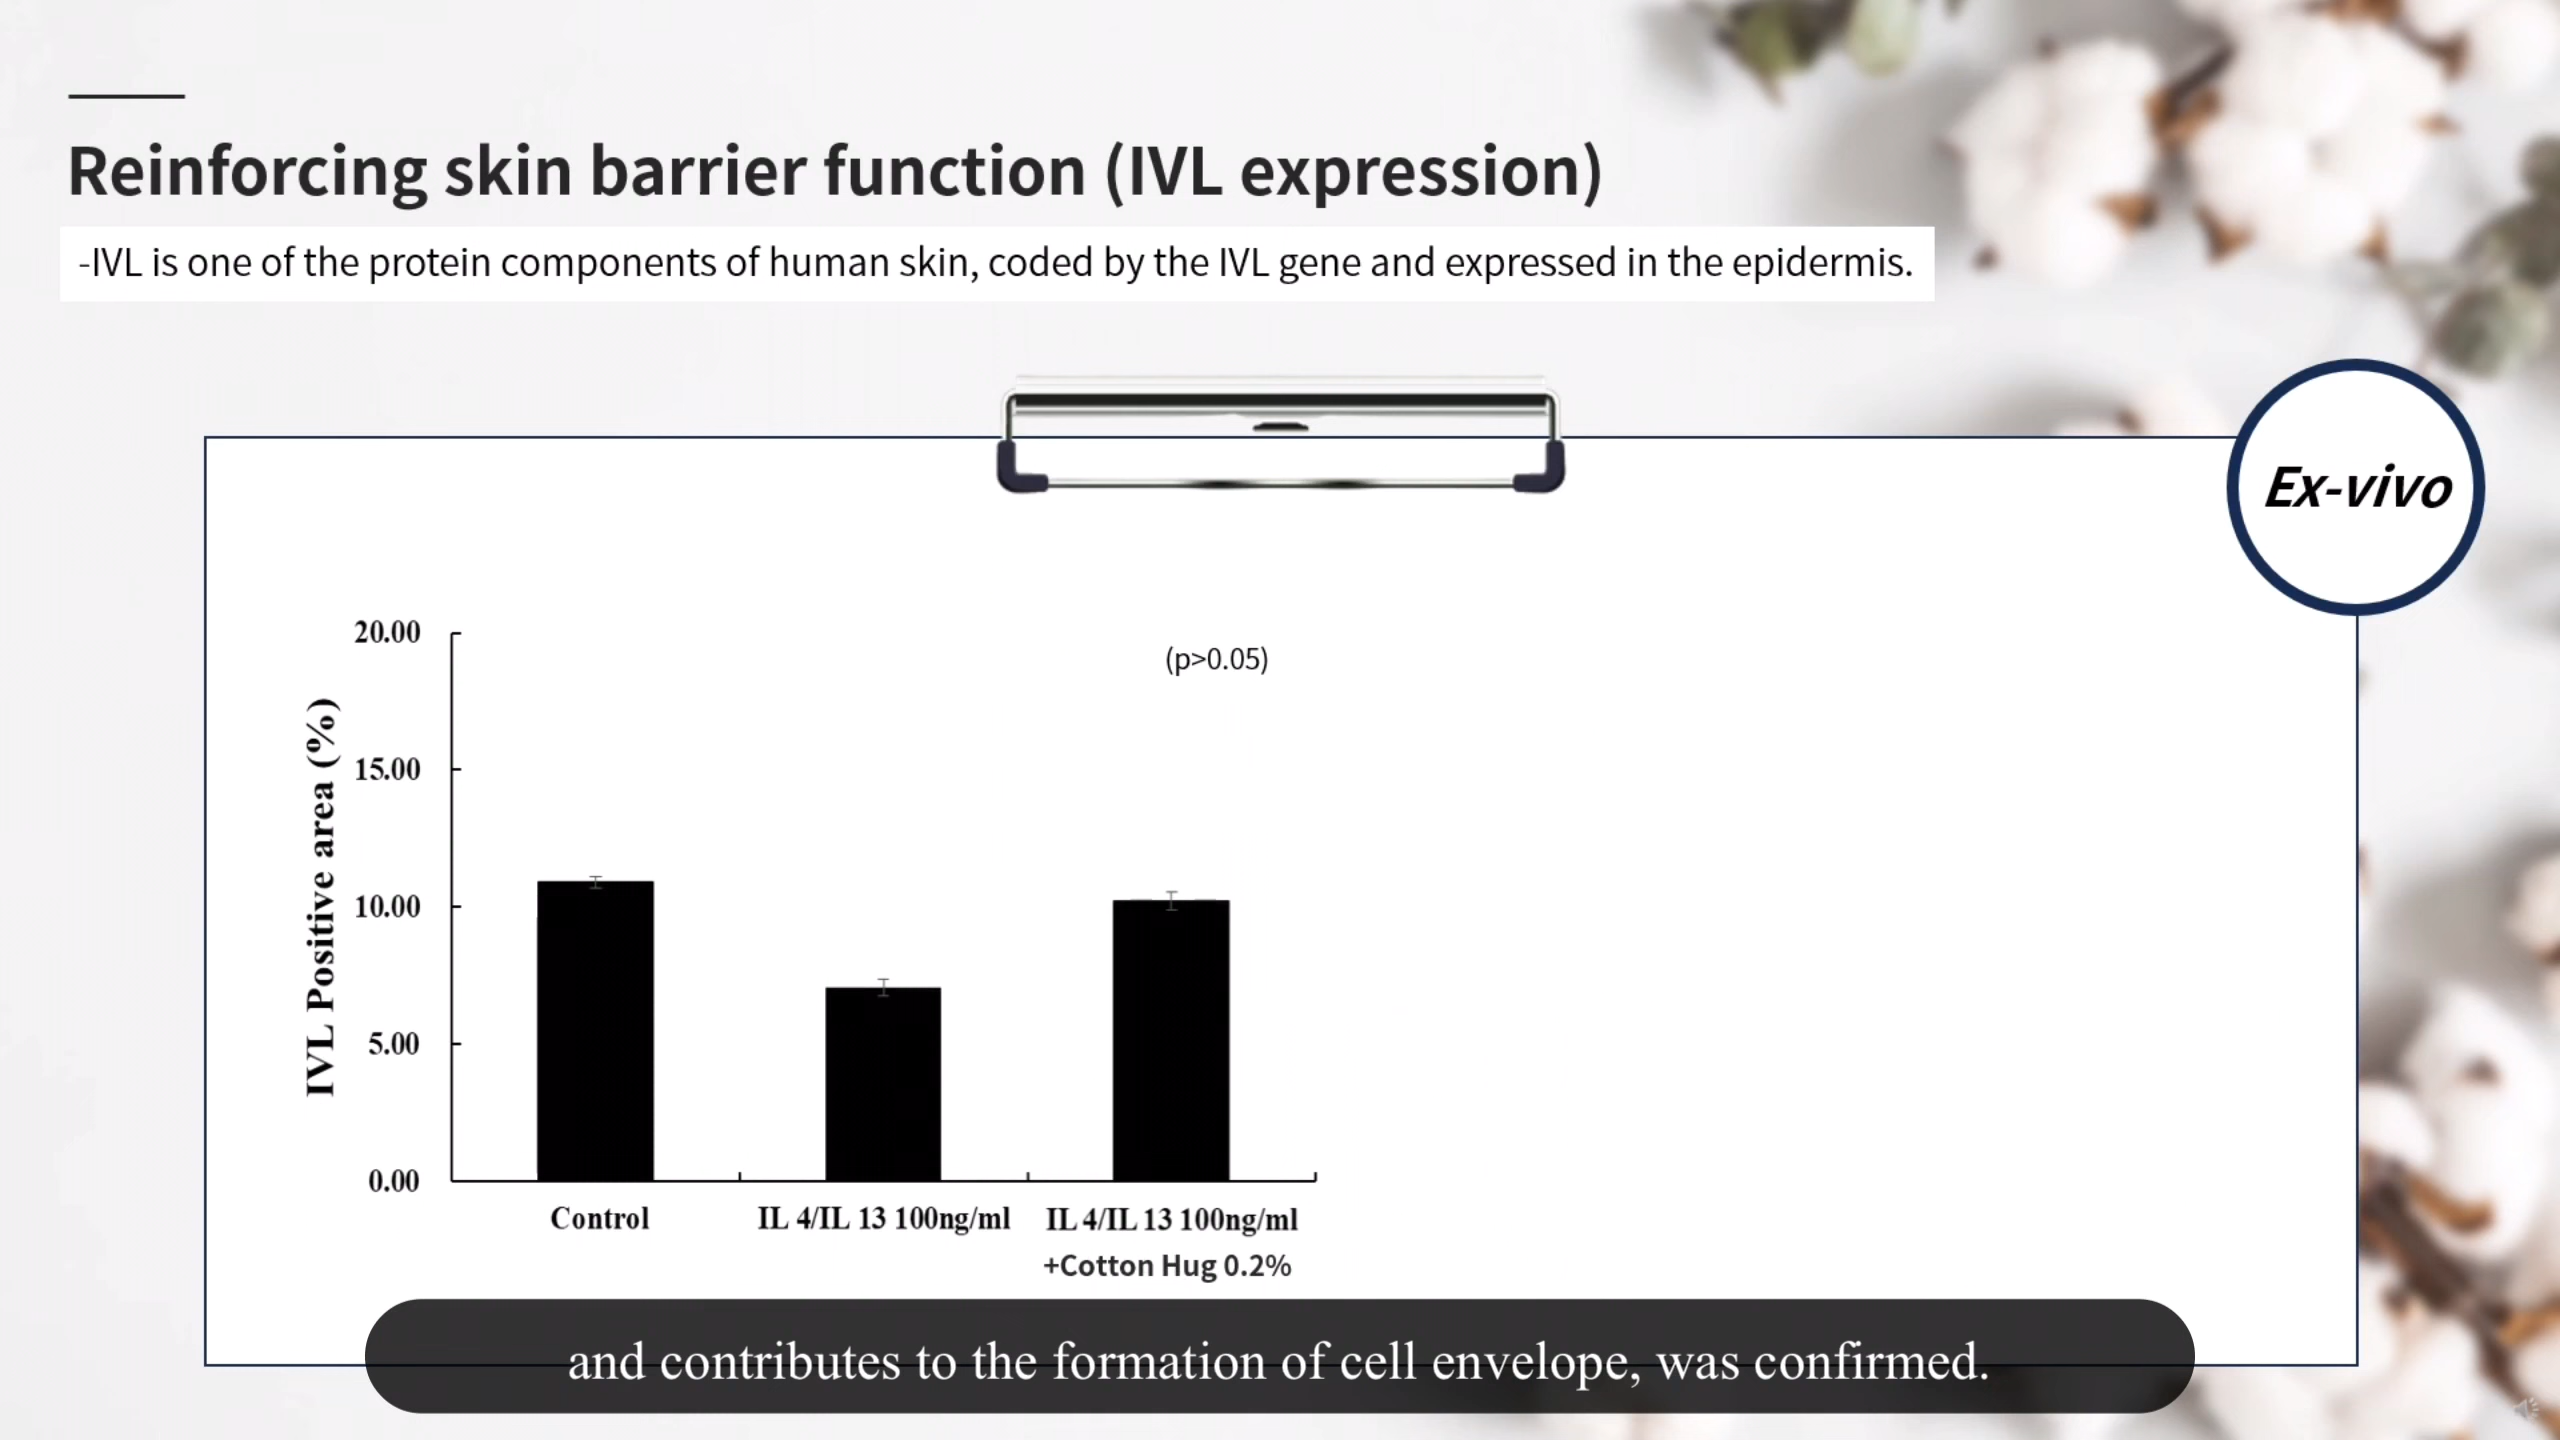 Reinforcing skin barrier function (IVL expression)
-IVL is one of the protein components of human skin, coded by the IVL gene and expressed in the epidermis.
Ex-vivo
(p>0.05)
IVL Positive area (%)
20.00
15.00
10.00
5.00
0.00
Control
IL 4/IL 13 100ng/ml
IL 4/IL 13 100ng/ml
+Cotton Hug 0.2%
and contributes to the formation of cell envelope, was confirmed.